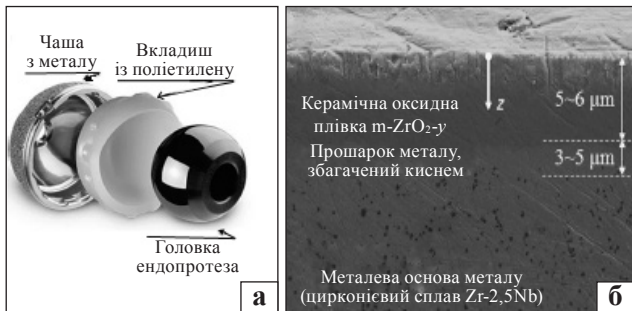 Чаша
з металу
Вкладиш
із поліетилену
Головка
ендопротеза
а
z
5~6 μm
Керамічна оксидна
плівка m-ZrO2-y
Прошарок металу,
збагачений киснем
3~5 μm
Металева основа металу
(цирконієвий сплав Zr-2,5Nb)
б